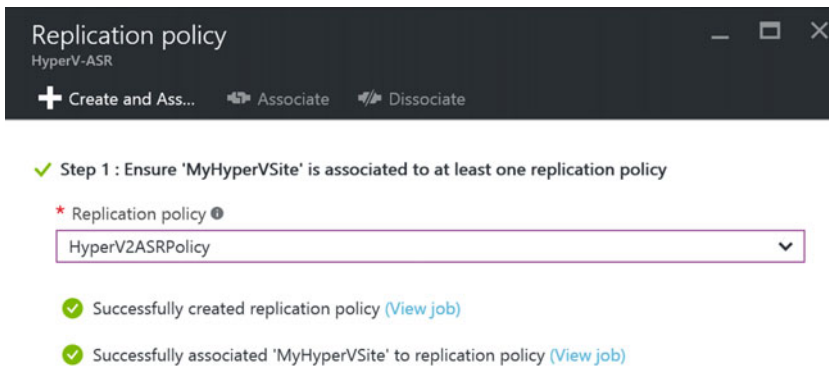 Replication policy
HyperV-ASR
Create and Ass... Associate Dissociate
Step 1 : Ensure 'MyHyperVSite' is associated to at least one replication policy
* Replication policy
HyperV2ASRPolicy
Successfully created replication policy (View job)
Successfully associated 'MyHyperVSite' to replication policy (View job)